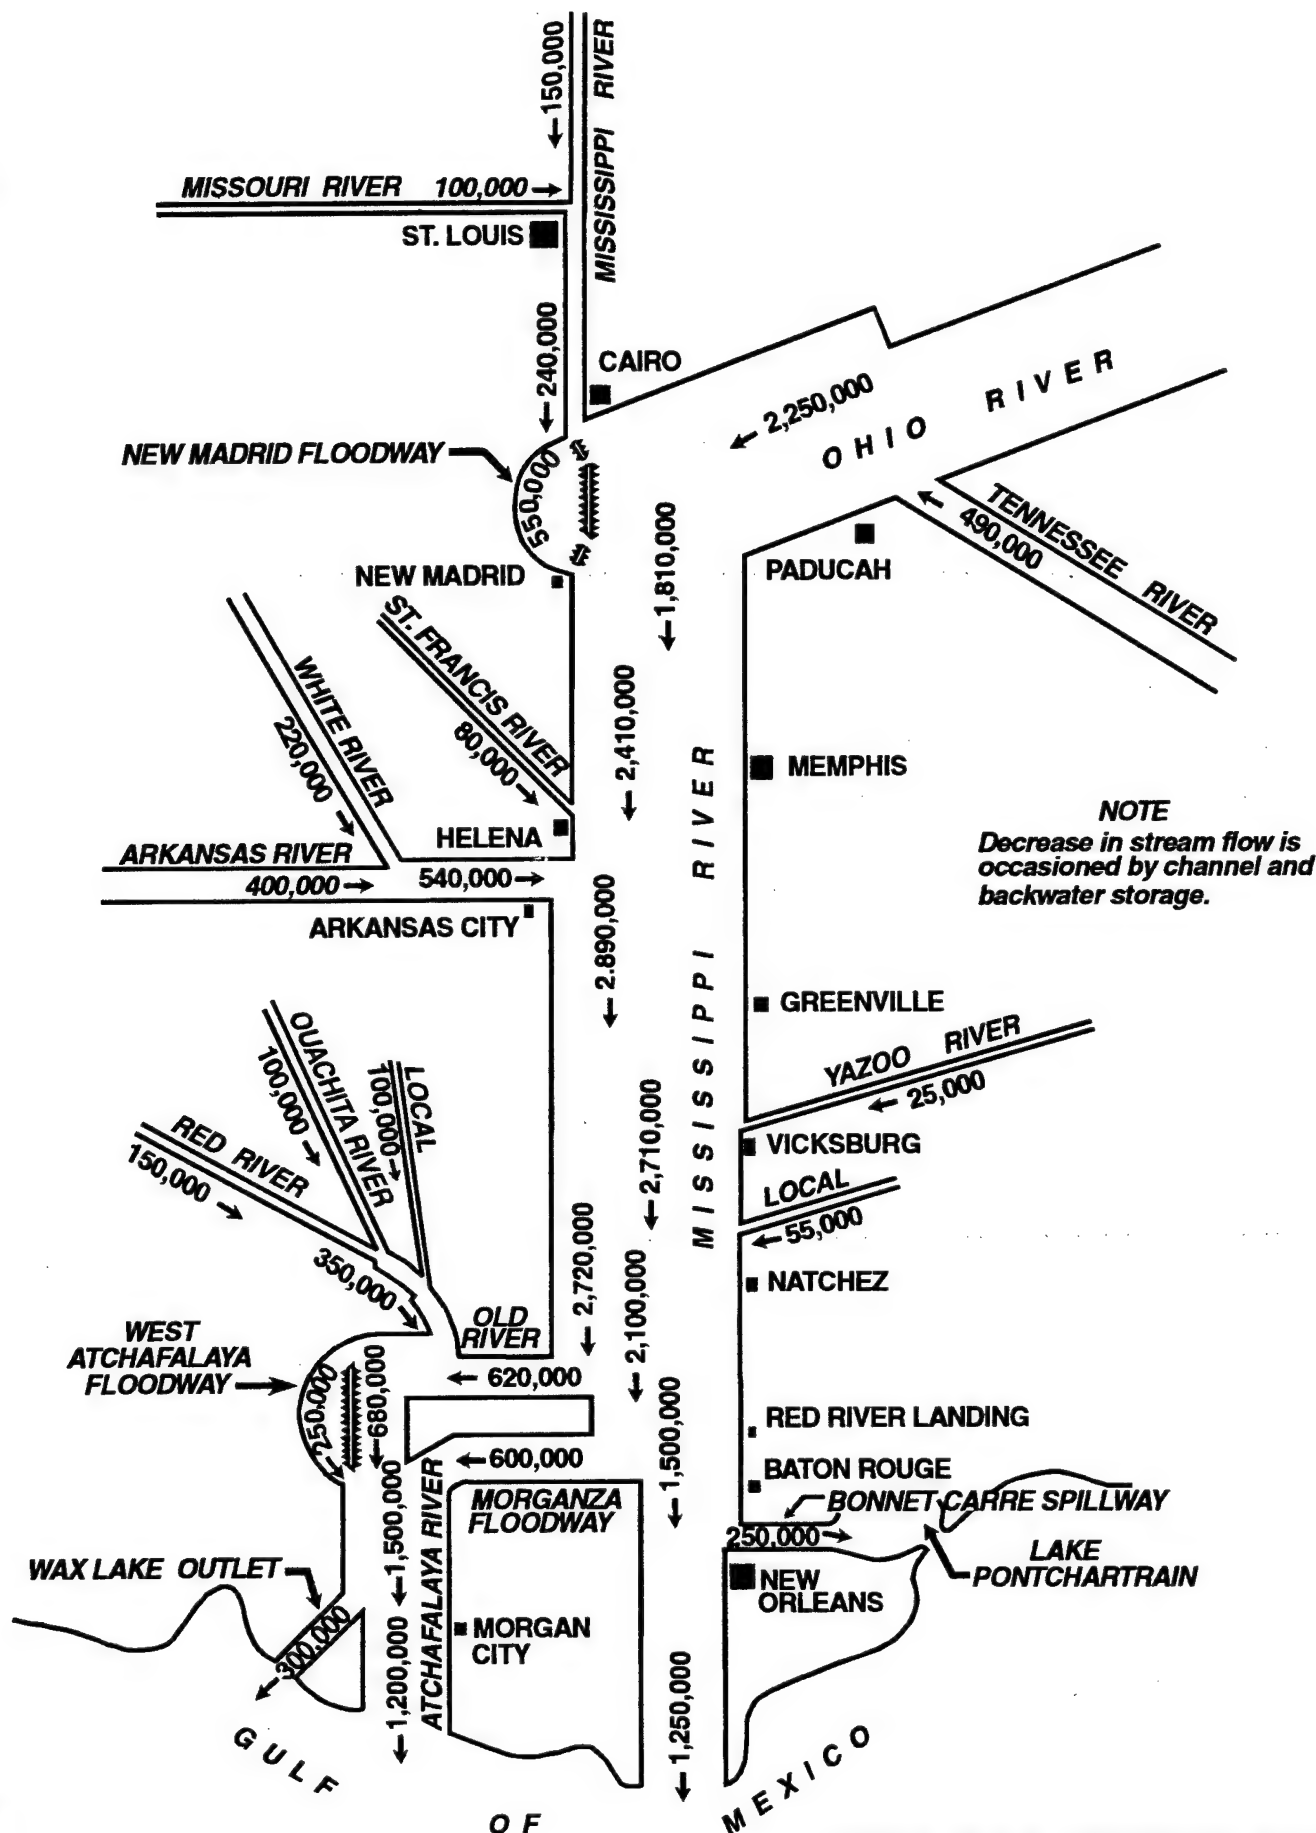 150,000
MISSISSIPPI RIVER
MISSOURI RIVER 100,000
ST. LOUIS
240,000
CAIRO
2,250,000
OHIO RIVER
NEW MADRID FLOODWAY
550,000
TENNESSEE RIVER
490,000
PADUCAH
1,810,000
NEW MADRID
ST. FRANCIS RIVER
80,000
WHITE RIVER
220,000
2,410,000
MEMPHIS
MISSISSIPPI RIVER
NOTE
Decrease in stream flow is
occasioned by channel and
backwater storage.
HELENA
ARKANSAS RIVER
400,000
540,000
ARKANSAS CITY
2.890,000
GREENVILLE
YAZOO RIVER
25,000
OUACHITA RIVER
100,000
LOCAL
100,000
RED RIVER
150,000
2,710,000
VICKSBURG
LOCAL
55,000
350,000
2,720,000
2,100,000
NATCHEZ
OLD
RIVER
WEST
ATCHAFALAYA
FLOODWAY
250,000
680,000
620,000
1,500,000
RED RIVER LANDING
600,000
BATON ROUGE
MORGANZA
FLOODWAY
BONNET CARRE SPILLWAY
250,000
LAKE
PONTCHARTRAIN
ATCHAFALAYA RIVER
1,500,000
WAX LAKE OUTLET
NEW
ORLEANS
300,000
1,200,000
MORGAN
CITY
1,250,000
GULF
OF
MEXICO